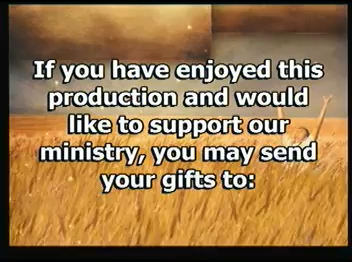 If you have enjoyed this
production and would
like to support our
ministry, you may send
your gifts to: